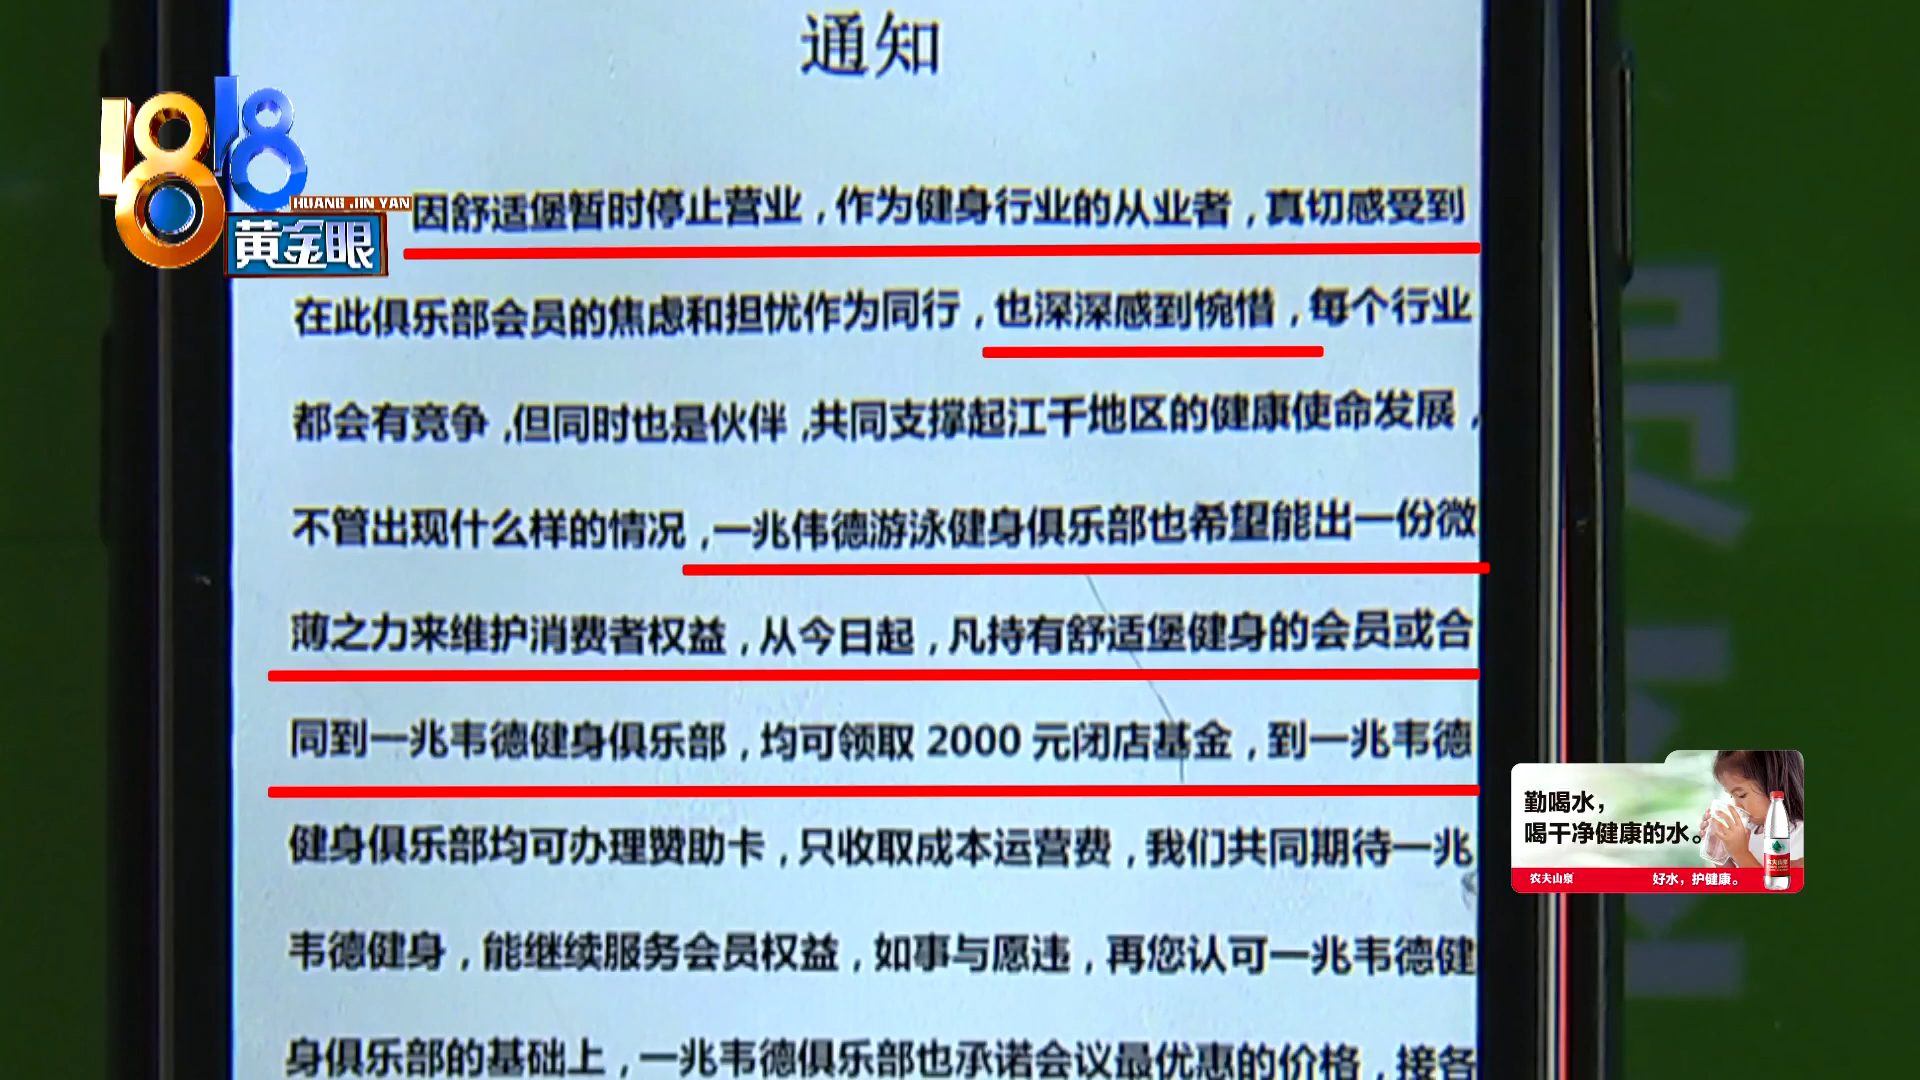 通知
1818
HUANG JIN YAN
黄金眼
因舒适堡暂时停止营业，作为健身行业的从业者，真切感受到
在此俱乐部会员的焦虑和担忧作为同行，也深深感到惋惜，每个行业
都会有竞争，但同时也是伙伴，共同支撑起江干地区的健康使命发展，
不管出现什么样的情况，一兆伟德游泳健身俱乐部也希望能出一份微
薄之力来维护消费者权益，从今日起，凡持有舒适堡健身的会员或合
同到一兆韦德健身俱乐部，均可领取 2000 元闭店基金，到一兆韦德
健身俱乐部均可办理赞助卡，只收取成本运营费，我们共同期待一兆
韦德健身，能继续服务会员权益，如事与愿违，再您认可一兆韦德健
身俱乐部的基础上，一兆韦德俱乐部也承诺会议最优惠的价格，接各
勤喝水，
喝干净健康的水。
农夫山泉
好水，护健康。